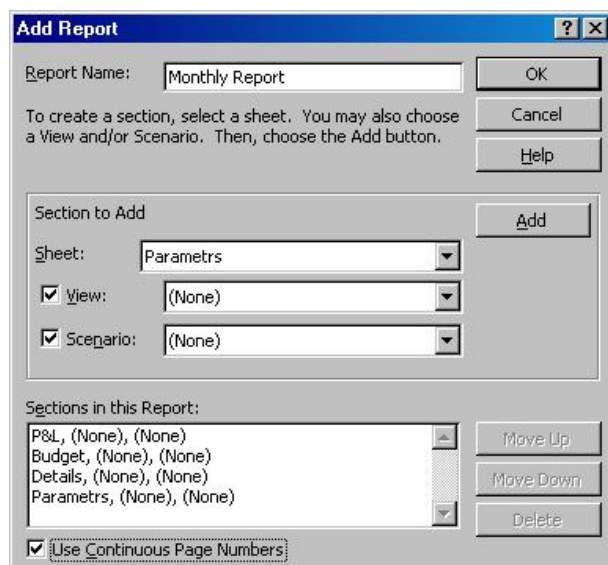 Add Report
Report Name: Monthly Report
OK
To create a section, select a sheet. You may also choose
a View and/or Scenario. Then, choose the Add button.
Cancel
Help
Section to Add
Add
Sheet: Parametrs
View: (None)
Scenario: (None)
Sections in this Report:
P&L, (None), (None)
Budget, (None), (None)
Details, (None), (None)
Parametrs, (None), (None)
Move Up
Move Down
Delete
Use Continuous Page Numbers